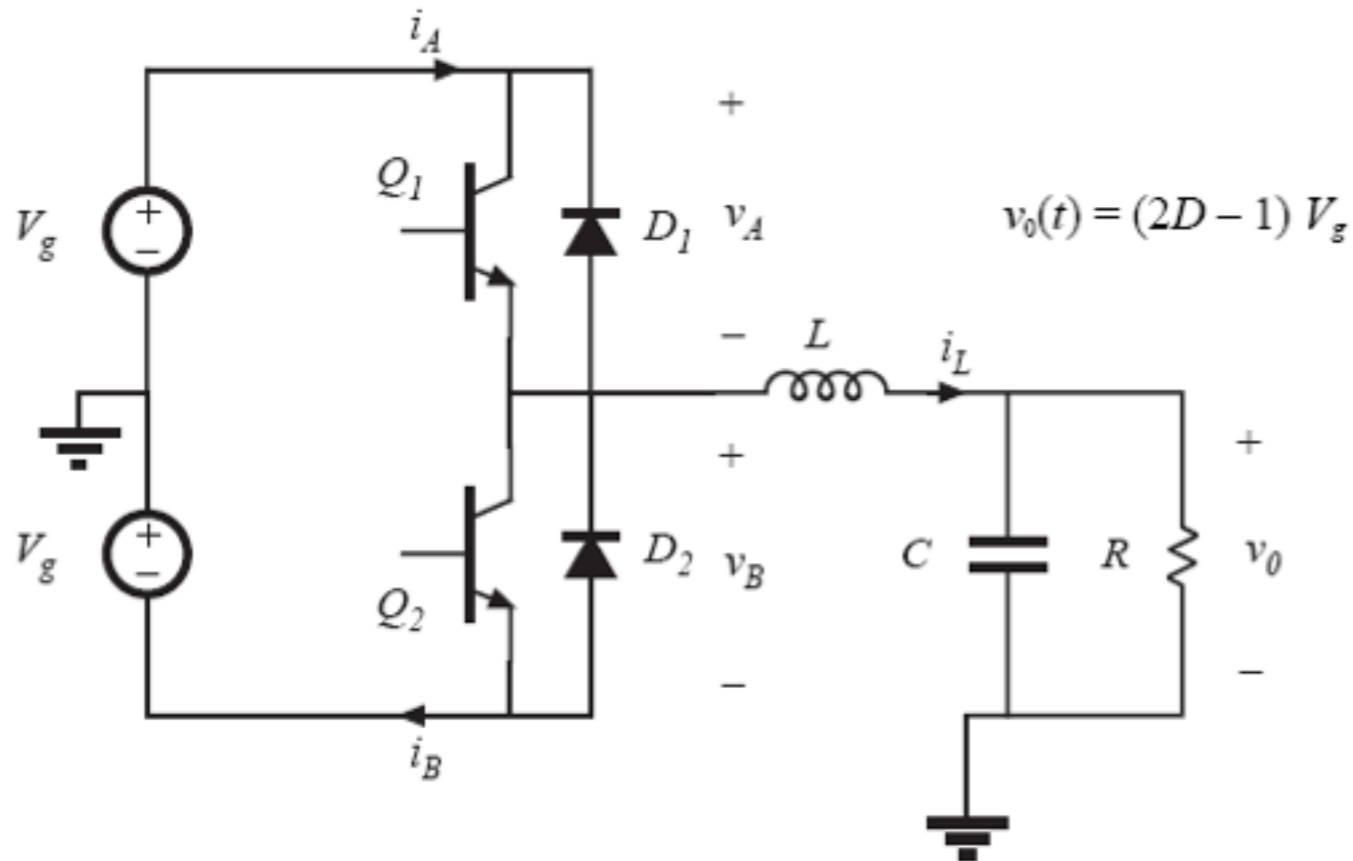 i_A
+
Q_1
V_g
+
−
D_1
v_A
v_0(t) = (2D − 1) V_g
−
L
i_L
+
+
V_g
+
−
Q_2
D_2
v_B
C
R
v_0
−
−
i_B